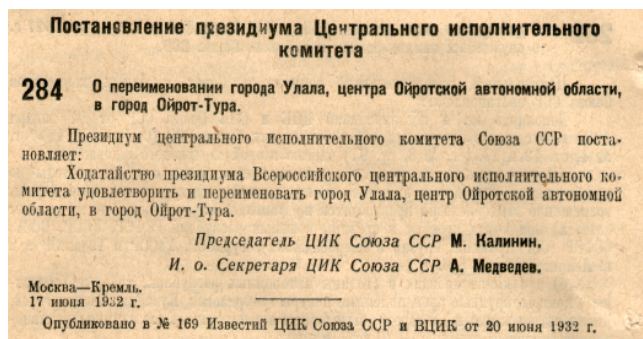 Постановление президиума Центрального исполнительного
комитета
284 О переименовании города Улала, центра Ойротской автономной области,
в город Ойрот-Тура.
Президиум центрального исполнительного комитета Союза ССР поста-
новляет:
Ходатайство президиума Всероссийского центрального исполнительного ко-
митета удовлетворить и переименовать город Улала, центр Ойротской автономной
области, в город Ойрот-Тура.
Председатель ЦИК Союза ССР М. Калинин.
И. о. Секретаря ЦИК Союза ССР А. Медведев.
Москва—Кремль.
17 июня 1932 г.
Опубликовано в № 169 Известий ЦИК Союза ССР и ВЦИК от 20 июня 1932 г.